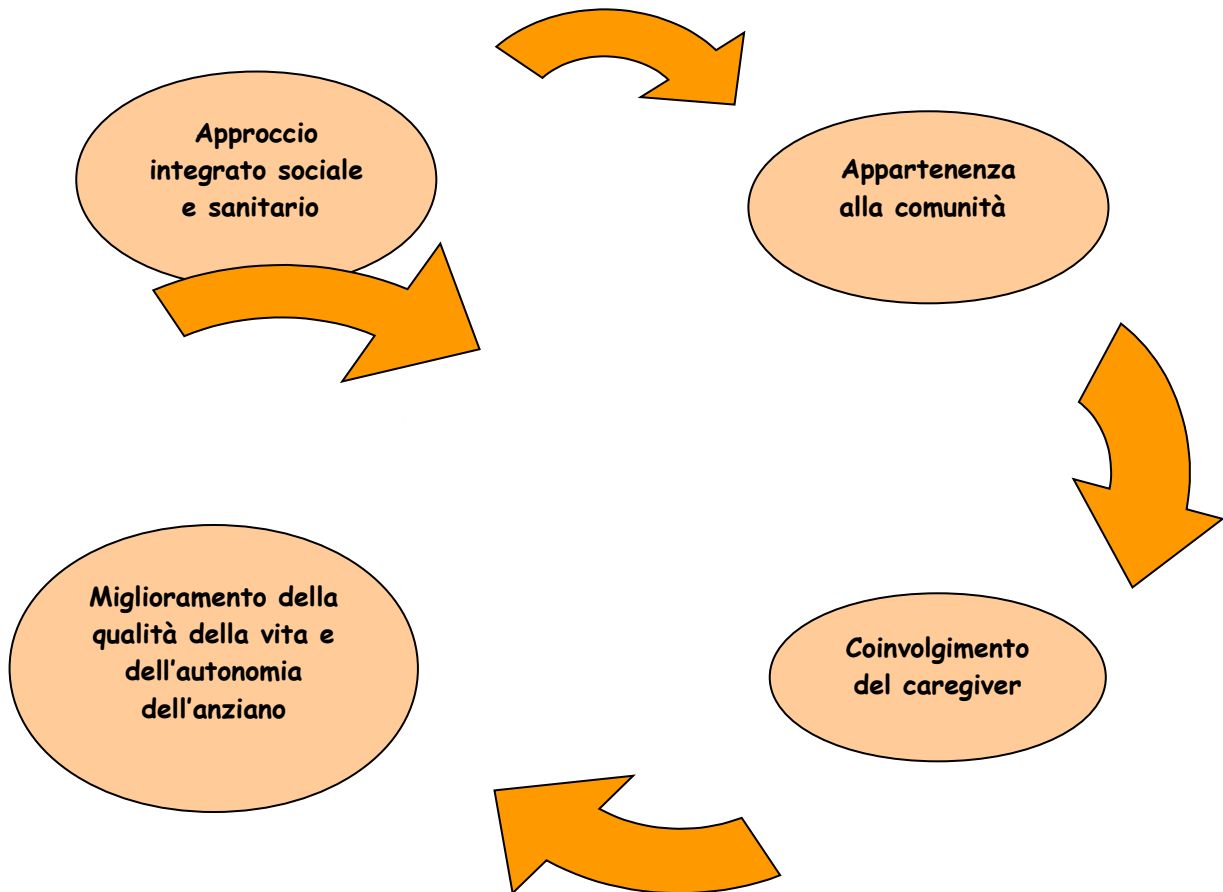 Approccio
integrato sociale
e sanitario
Appartenenza
alla comunità
Miglioramento della
qualità della vita e
dell’autonomia
dell’anziano
Coinvolgimento
del caregiver